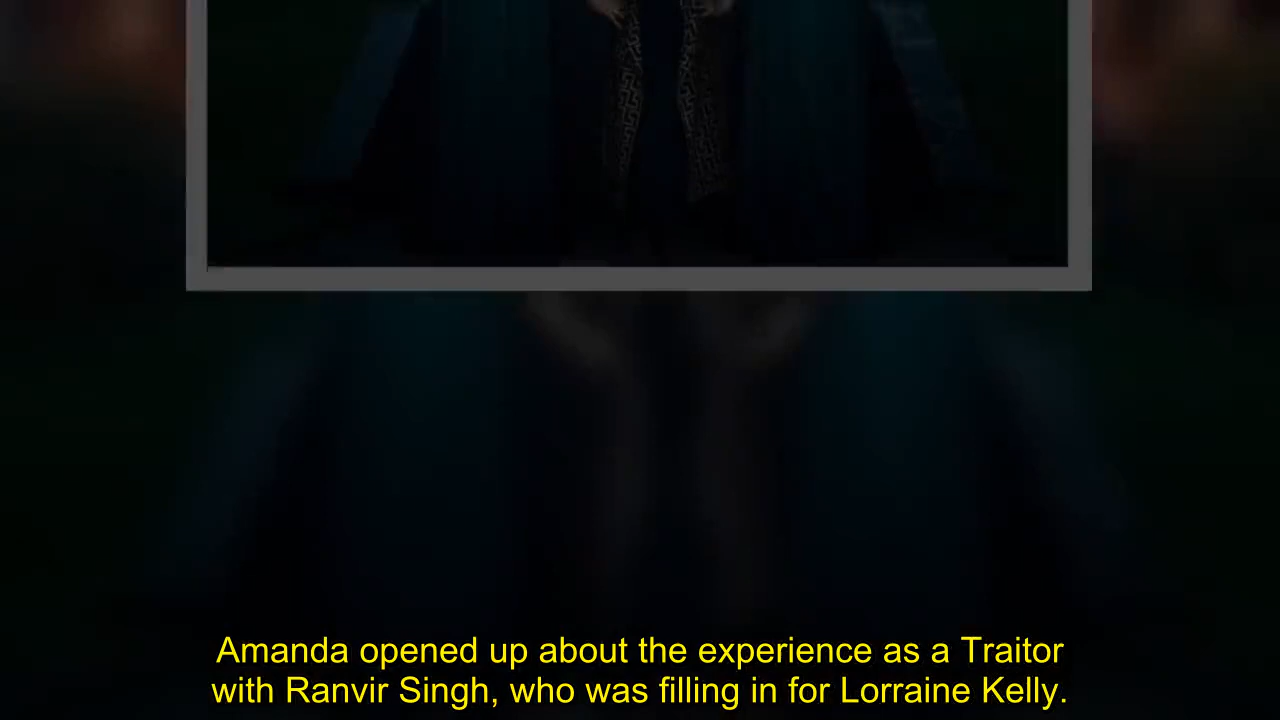 Amanda opened up about the experience as a Traitor
with Ranvir Singh, who was filling in for Lorraine Kelly.